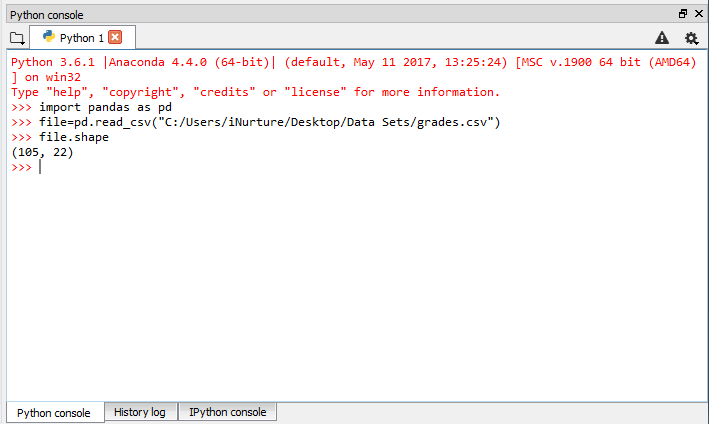 Python console
Python 1
Python 3.6.1 |Anaconda 4.4.0 (64-bit)| (default, May 11 2017, 13:25:24) [MSC v.1900 64 bit (AMD64)
] on win32
Type "help", "copyright", "credits" or "license" for more information.
>>> import pandas as pd
>>> file=pd.read_csv("C:/Users/iNurture/Desktop/Data Sets/grades.csv")
>>> file.shape
(105, 22)
>>>
Python console History log IPython console